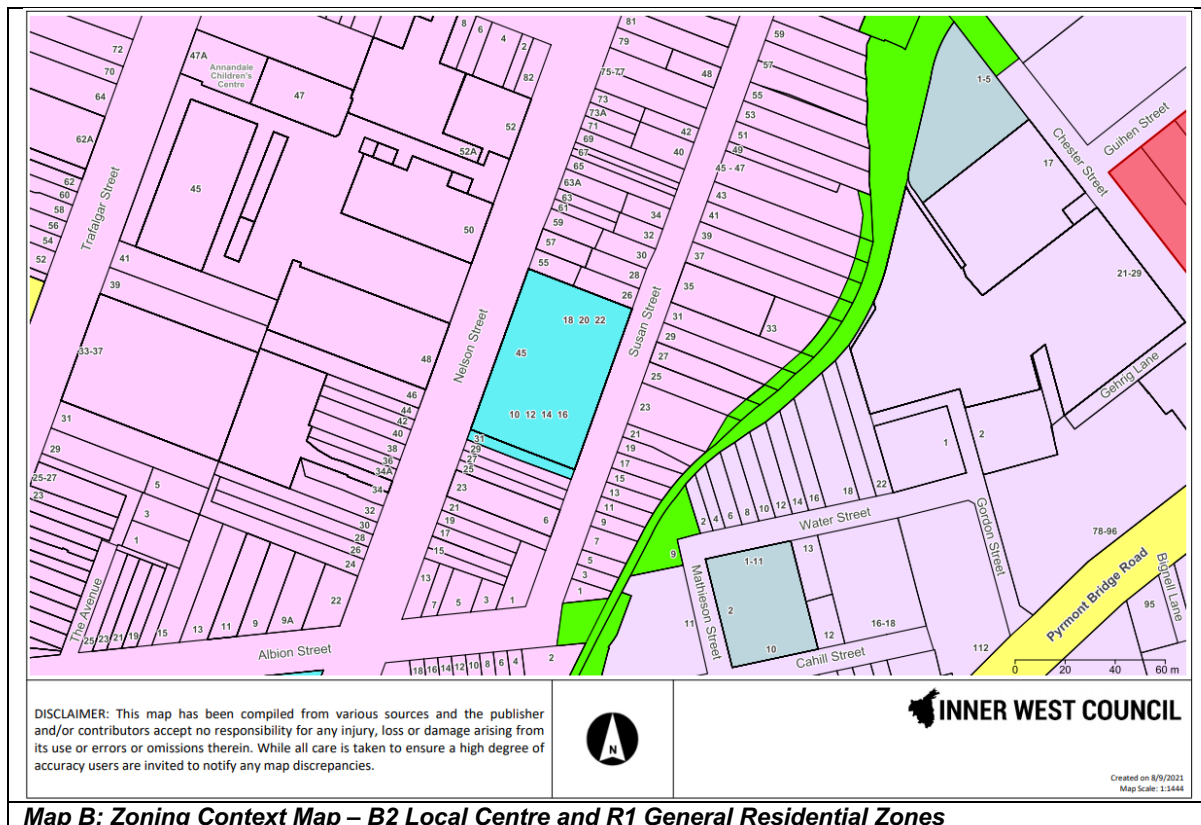 72
70
64
62A
62
60
58
56
54
52
47A
Annandale
Children's
Centre
47
45
41
39
33-37
31
29
25-27
23
5
3
1
Trafalgar Street
The Avenue
25 23 21 19 15 13 11 9 9A 22
Albion Street
8 6 4 2
82
52
52A
50
48
46
44
42
40
38
36
34A
34
32
30
28
26
24
Nelson Street
81
79
75-77
73
73A
71
69
67
65
63A
63
61
59
57
55
48
42
40
34
32
30
28
26
18 20 22
45
10 12 14 16
31
29
27
25
23
21
19
17
15
13
7 5 3 1
6
Susan Street
59
57
55
53
51
49
45 - 47
43
41
39
37
35
33
31
29
27
25
23
21
19
17
15
13
11
9
7
5
3
1
18 16 14 12 10 8 6 4 2
1-5
17
Chester Street
Guihen Street
21-29
Gehrig Lane
1
2
2 4 6 8 10 12 14 16 18 22
Water Street
Gordon Street
9
11
Mathieson Street
1-11
2
10
13
12
16-18
Cahill Street
78-96
112
Pyrmont Bridge Road
95
Bignell Lane
0 20 40 60 m
DISCLAIMER: This map has been compiled from various sources and the publisher
and/or contributors accept no responsibility for any injury, loss or damage arising from
its use or errors or omissions therein. While all care is taken to ensure a high degree of
accuracy users are invited to notify any map discrepancies.
N
INNER WEST COUNCIL
Created on 8/9/2021
Map Scale: 1:1444
Map B: Zoning Context Map – B2 Local Centre and R1 General Residential Zones